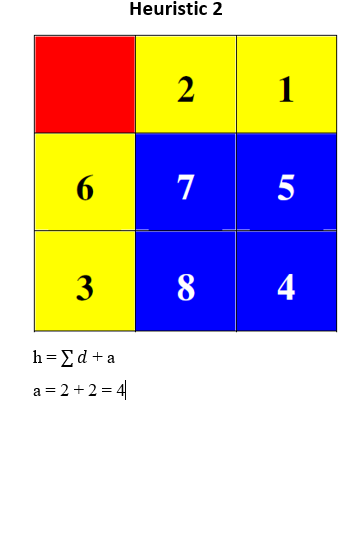 Heuristic 2
2 1
6 7 5
3 8 4
h = ∑ d + a
a = 2 + 2 = 4